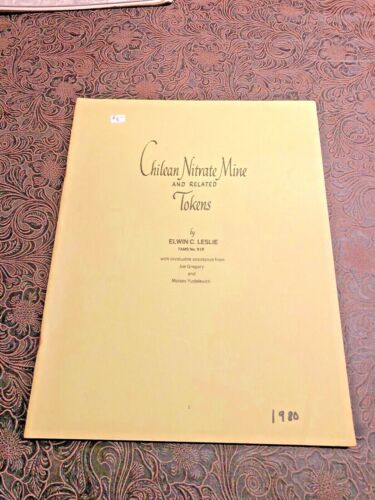 Chilean Nitrate Mine
AND RELATED
Tokens
by
ELWIN C. LESLIE
TAMS No. 919
with invaluable assistance from
Joe Gregory
and
Moises Yudelevich
1980